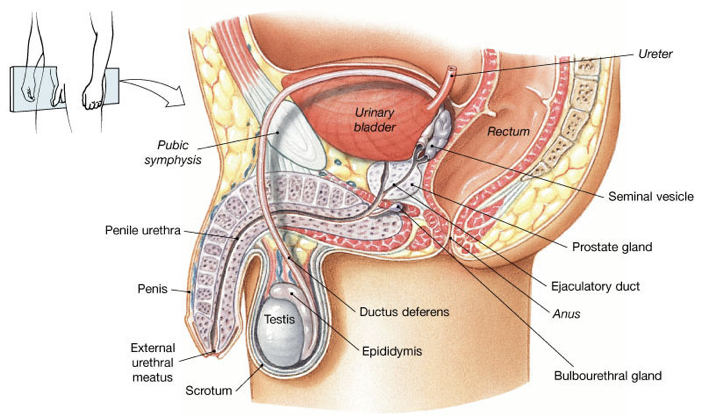 Ureter
Urinary
bladder
Rectum
Pubic
symphysis
Seminal vesicle
Penile urethra
Prostate gland
Ejaculatory duct
Penis
Ductus deferens
Anus
Testis
External
urethral
meatus
Epididymis
Bulbourethral gland
Scrotum